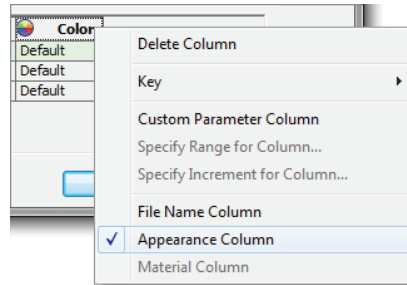 Color
Default
Default
Default
Delete Column
Key
Custom Parameter Column
Specify Range for Column...
Specify Increment for Column...
File Name Column
Appearance Column
Material Column